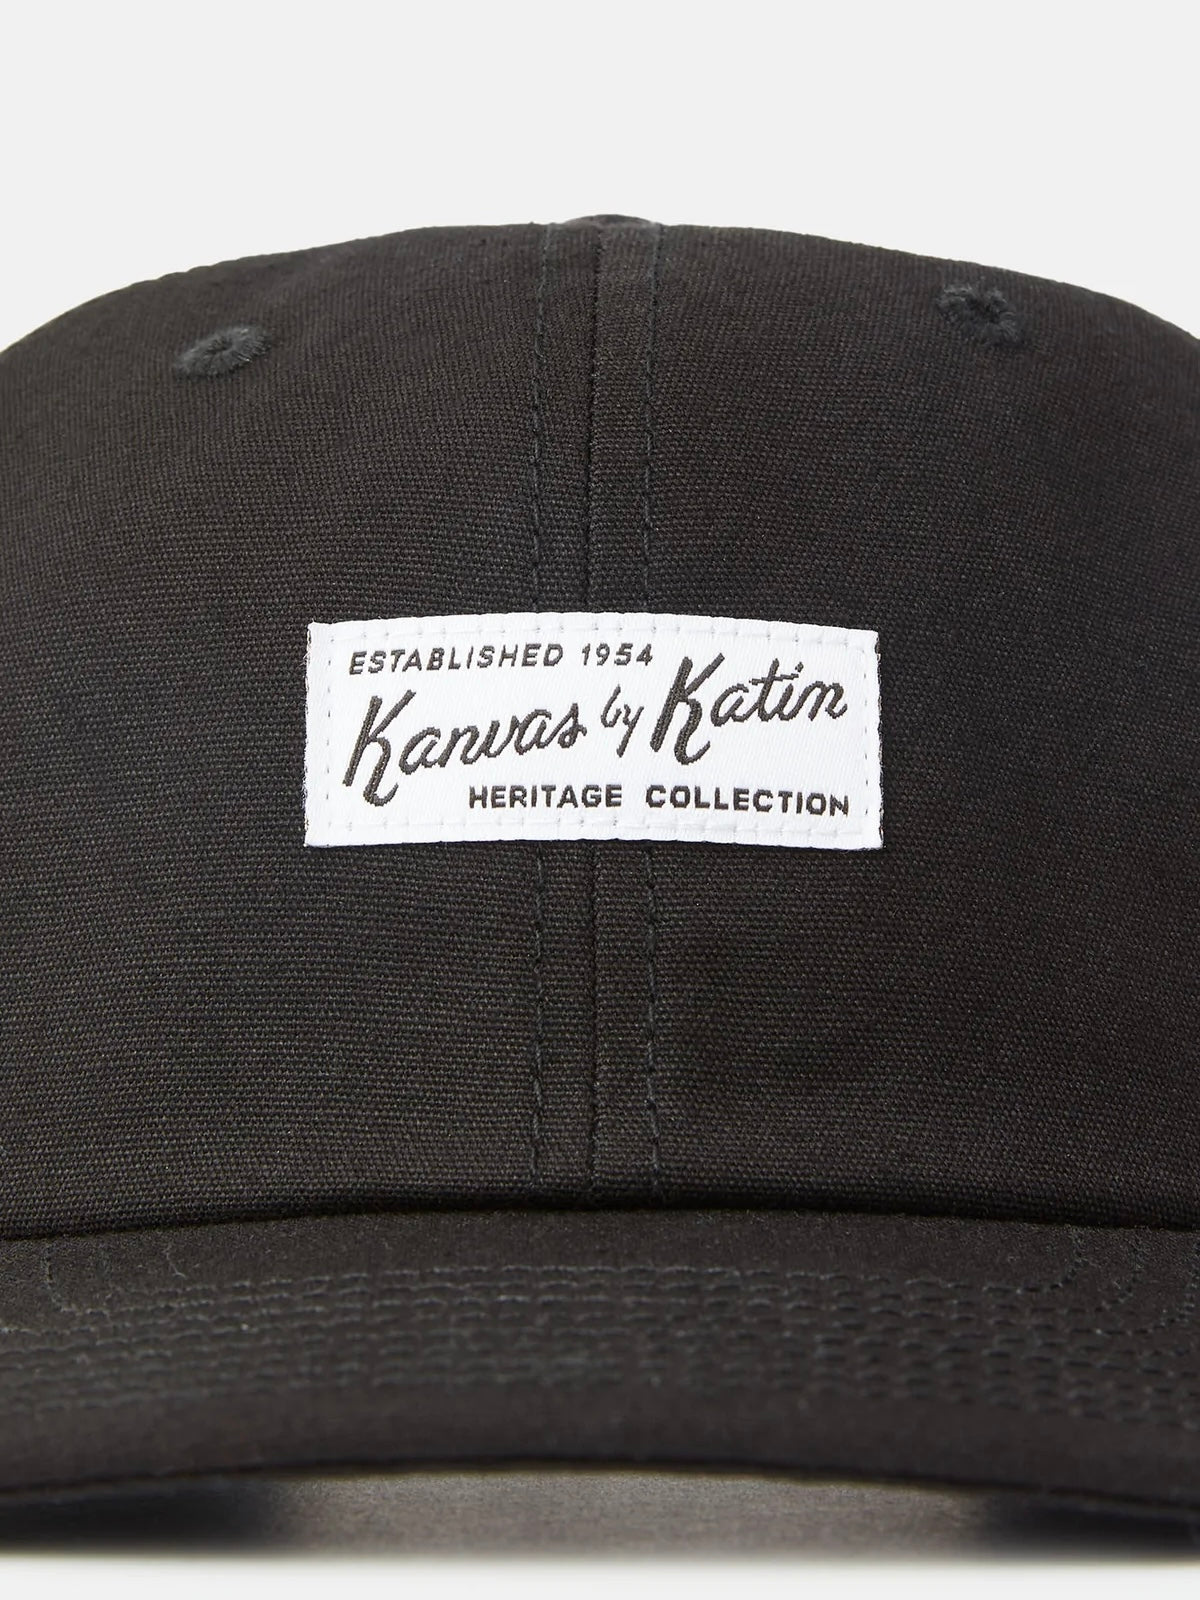 ESTABLISHED 1954
Kanvas by Katin
HERITAGE COLLECTION